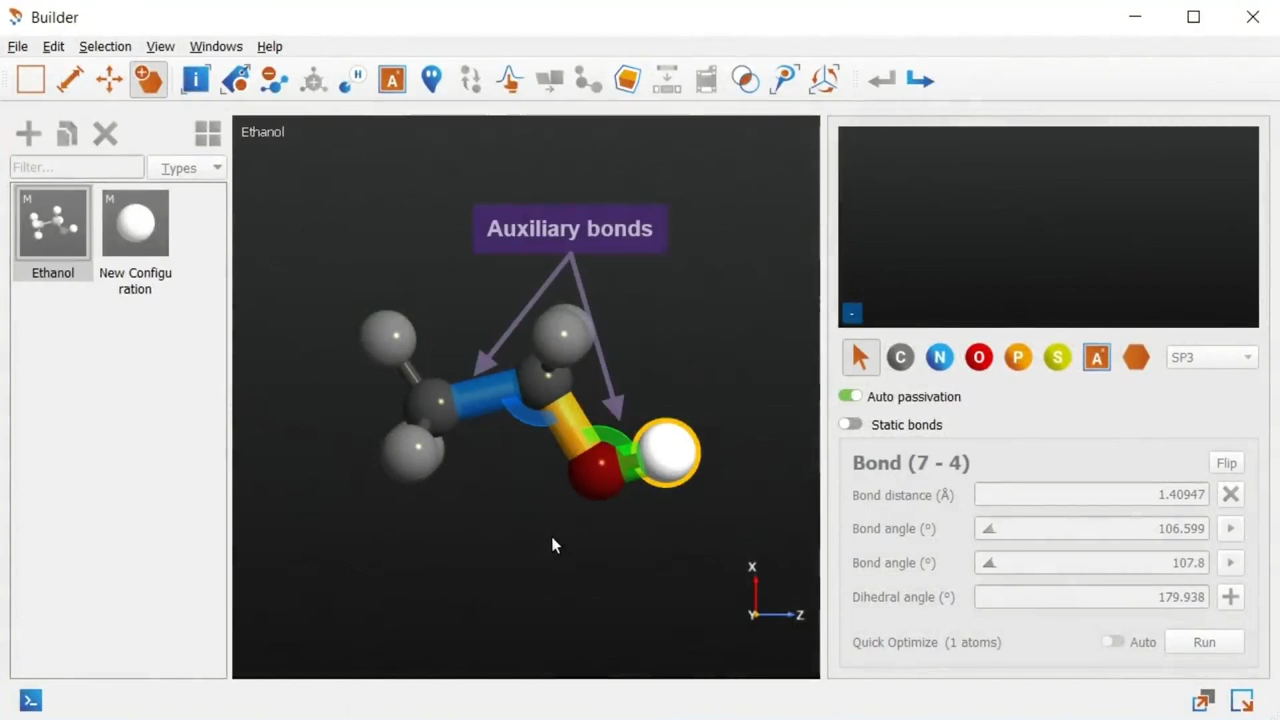 Builder
File Edit Selection View Windows Help
i H A
Filter... Types
M
Ethanol
M
New Configu
ration
Ethanol
Auxiliary bonds
X
Y Z
-
C N O P S A SP3
Auto passivation
Static bonds
Bond (7 - 4) Flip
Bond distance (Å) 1.40947
Bond angle (°) 106.599
Bond angle (°) 107.8
Dihedral angle (°) 179.938
Quick Optimize (1 atoms) Auto Run